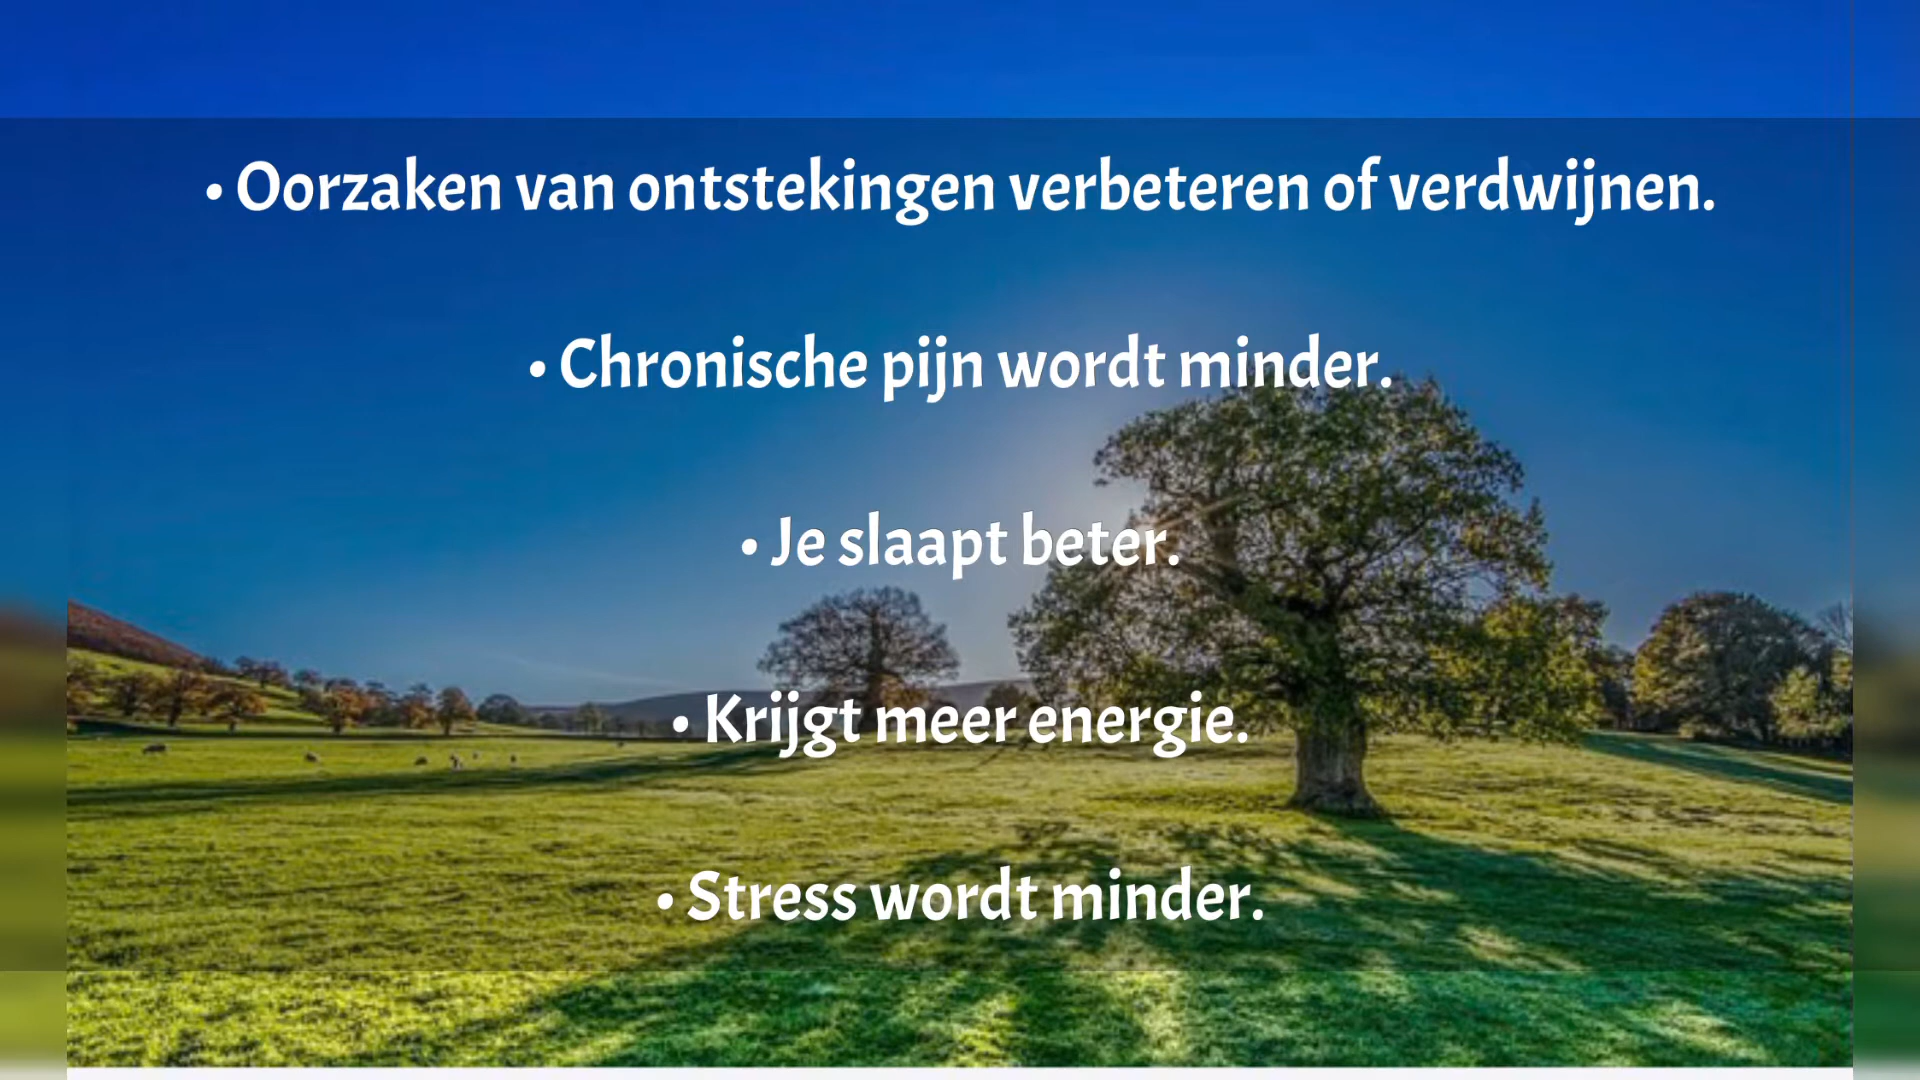 • Oorzaken van ontstekingen verbeteren of verdwijnen.
• Chronische pijn wordt minder.
• Je slaapt beter.
• Krijgt meer energie.
• Stress wordt minder.